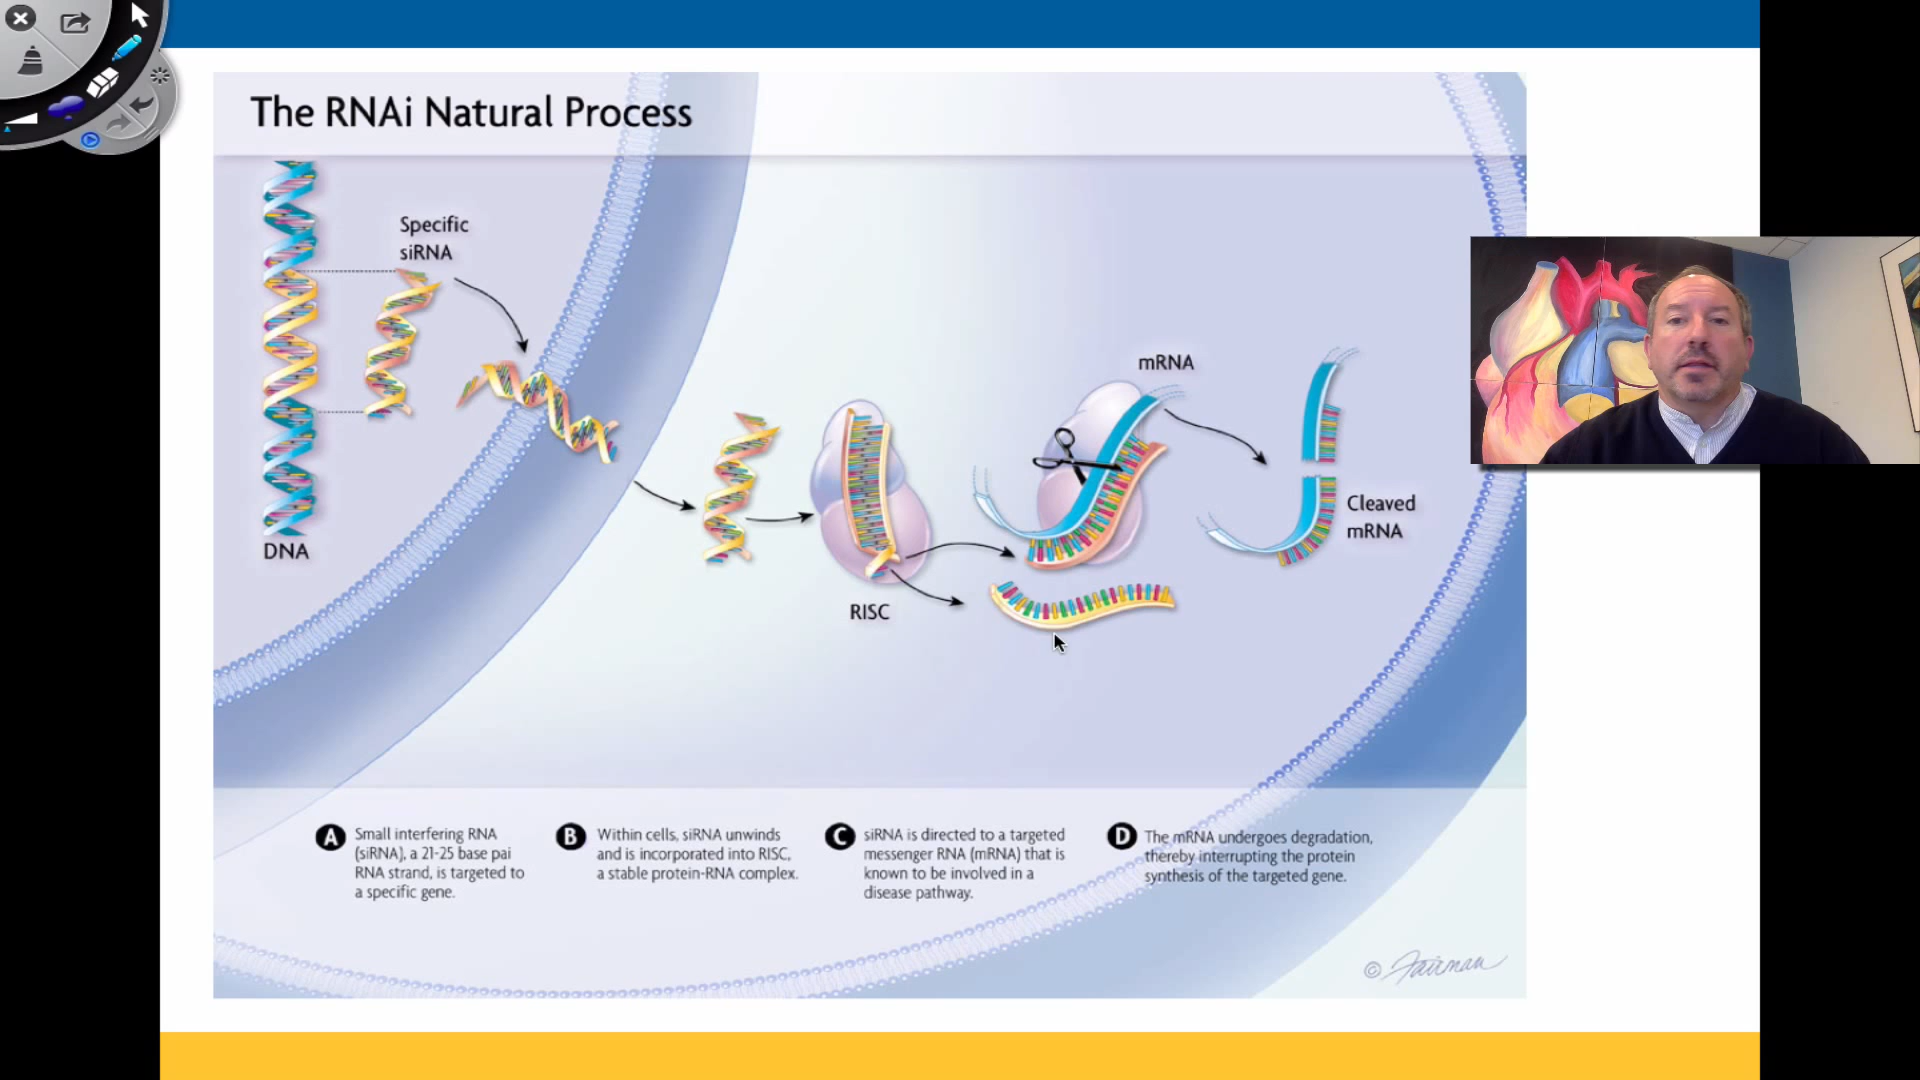 The RNAi Natural Process
Specific
siRNA
DNA
RISC
mRNA
Cleaved
mRNA
A Small interfering RNA
(siRNA), a 21-25 base pai
RNA strand, is targeted to
a specific gene.
B Within cells, siRNA unwinds
and is incorporated into RISC,
a stable protein-RNA complex.
C siRNA is directed to a targeted
messenger RNA (mRNA) that is
known to be involved in a
disease pathway.
D The mRNA undergoes degradation,
thereby interrupting the protein
synthesis of the targeted gene.
© Fairman